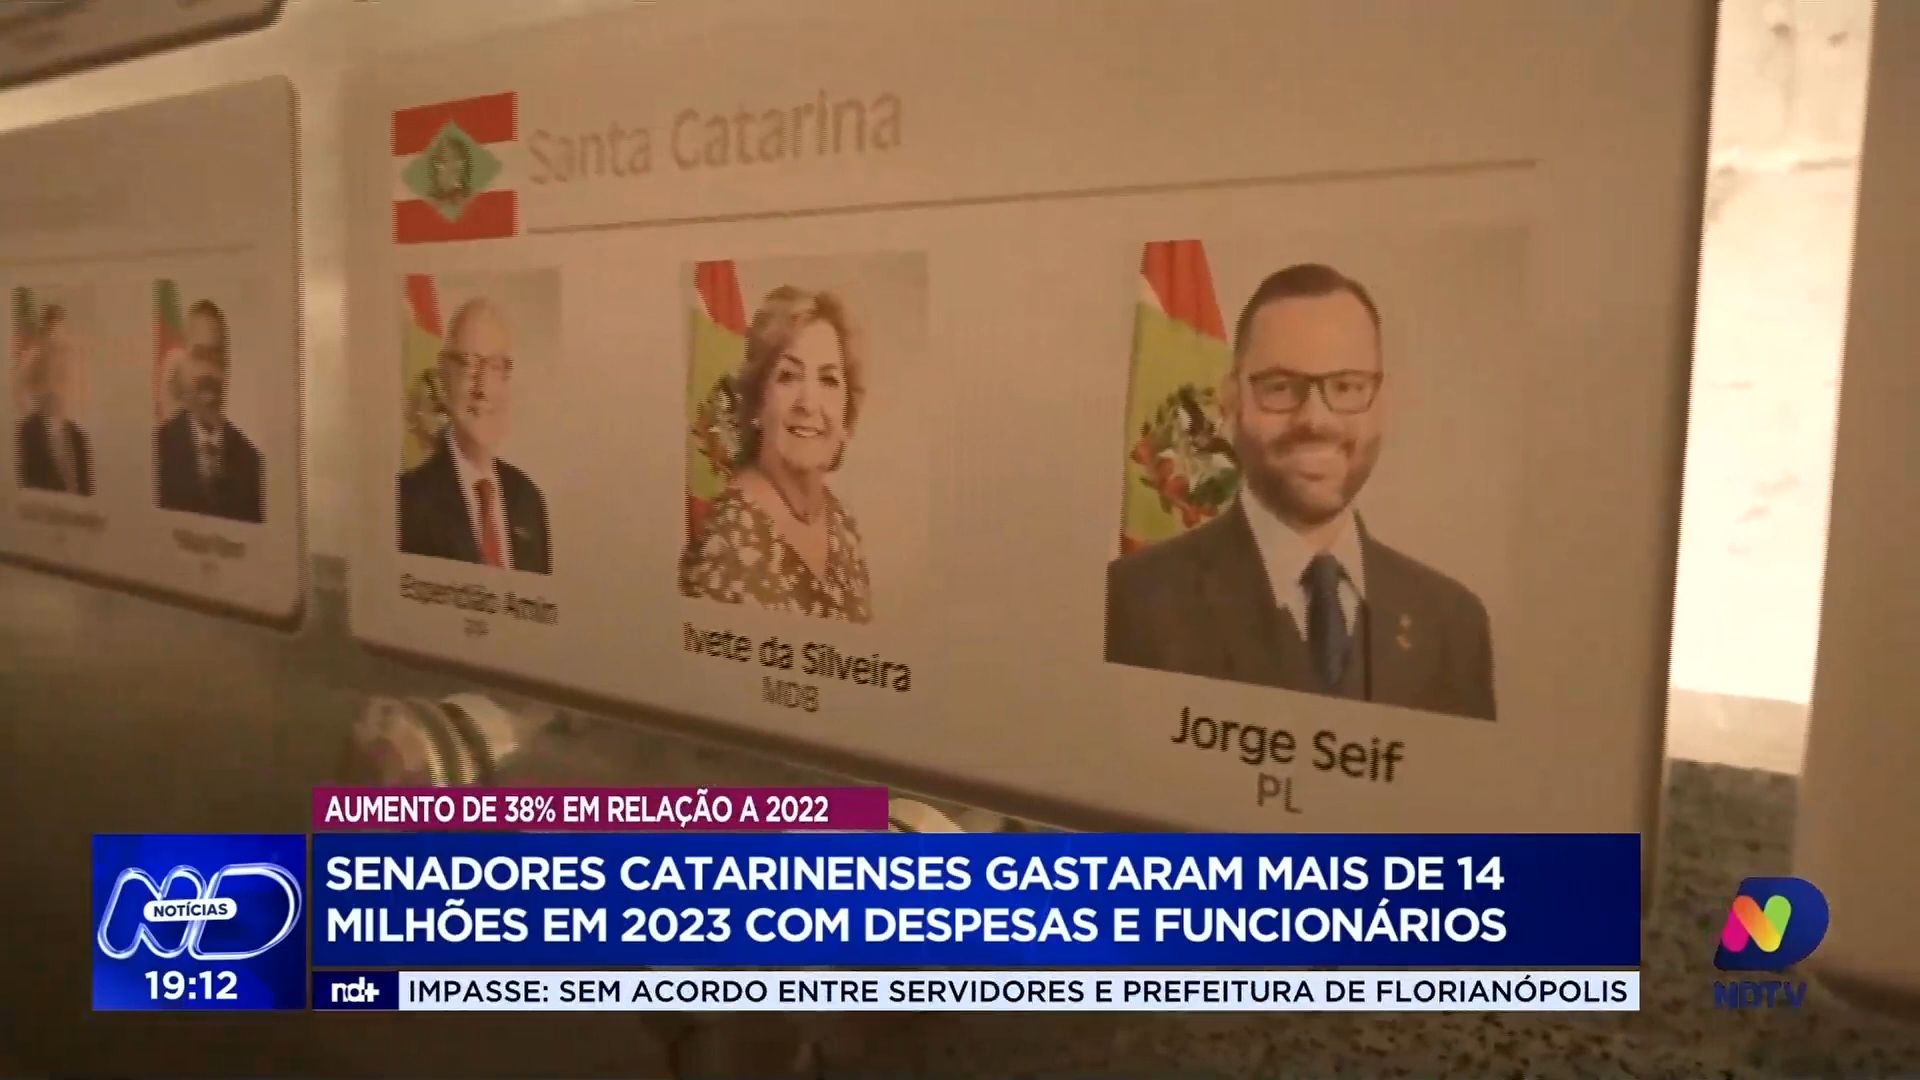 Santa Catarina
Esperidião Amin
PP
Ivete da Silveira
MDB
Jorge Seif
PL
AUMENTO DE 38% EM RELAÇÃO A 2022
SENADORES CATARINENSES GASTARAM MAIS DE 14
MILHÕES EM 2023 COM DESPESAS E FUNCIONÁRIOS
ND
NOTÍCIAS
19:12
nd+
IMPASSE: SEM ACORDO ENTRE SERVIDORES E PREFEITURA DE FLORIANÓPOLIS
NDTV